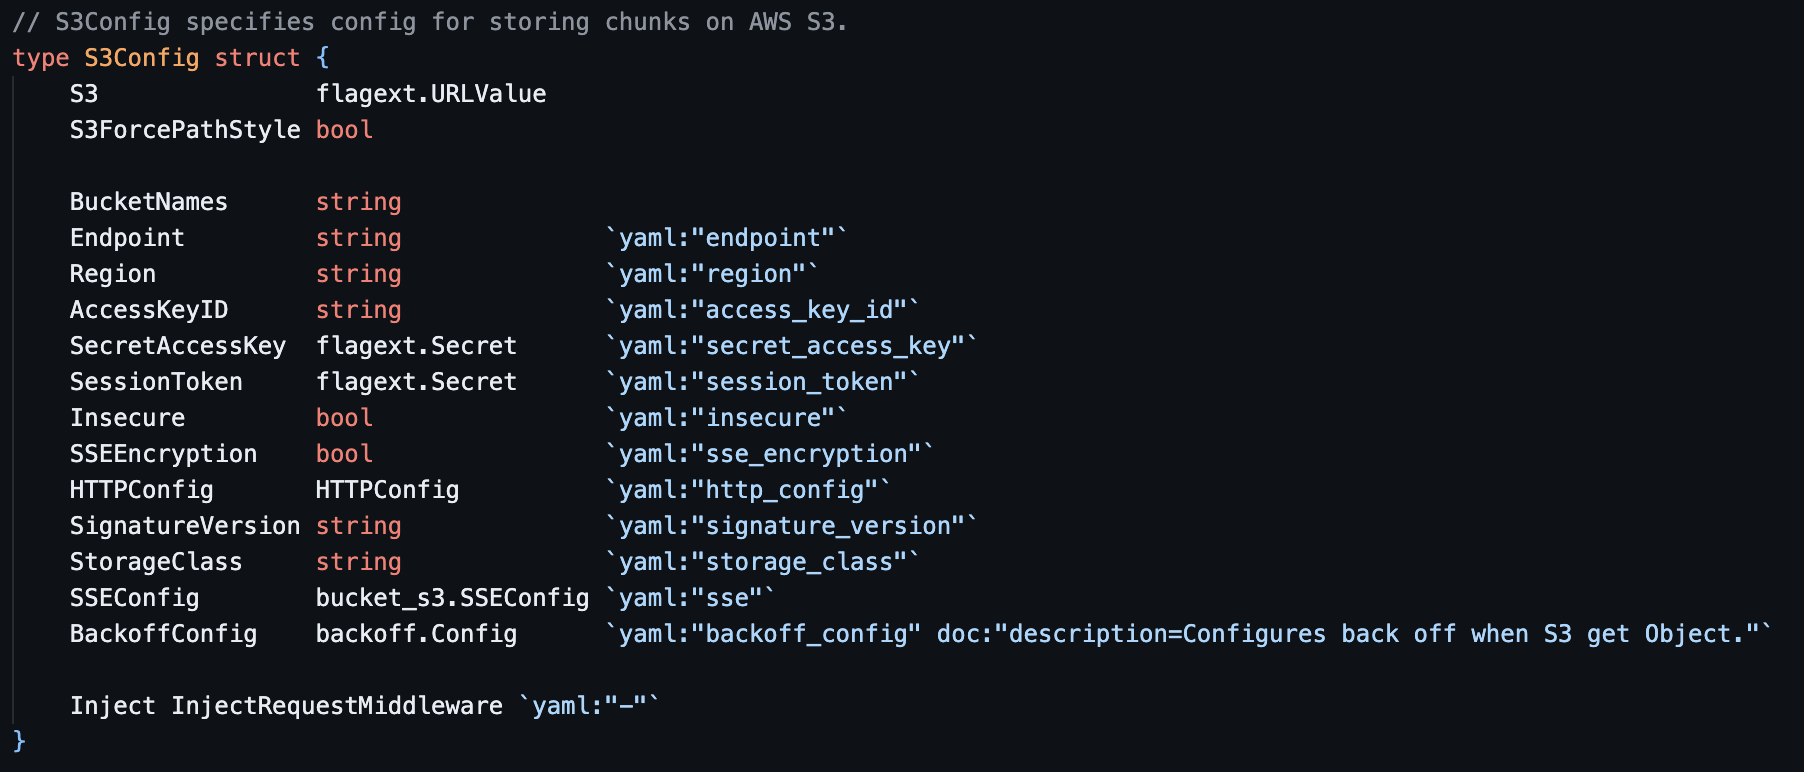 // S3Config specifies config for storing chunks on AWS S3.
type S3Config struct {
    S3               flagext.URLValue
    S3ForcePathStyle bool

    BucketNames      string
    Endpoint         string              `yaml:"endpoint"`
    Region           string              `yaml:"region"`
    AccessKeyID      string              `yaml:"access_key_id"`
    SecretAccessKey  flagext.Secret      `yaml:"secret_access_key"`
    SessionToken     flagext.Secret      `yaml:"session_token"`
    Insecure         bool                `yaml:"insecure"`
    SSEEncryption    bool                `yaml:"sse_encryption"`
    HTTPConfig       HTTPConfig          `yaml:"http_config"`
    SignatureVersion string              `yaml:"signature_version"`
    StorageClass     string              `yaml:"storage_class"`
    SSEConfig        bucket_s3.SSEConfig `yaml:"sse"`
    BackoffConfig    backoff.Config      `yaml:"backoff_config" doc:"description=Configures back off when S3 get Object."`

    Inject InjectRequestMiddleware `yaml:"-"`
}